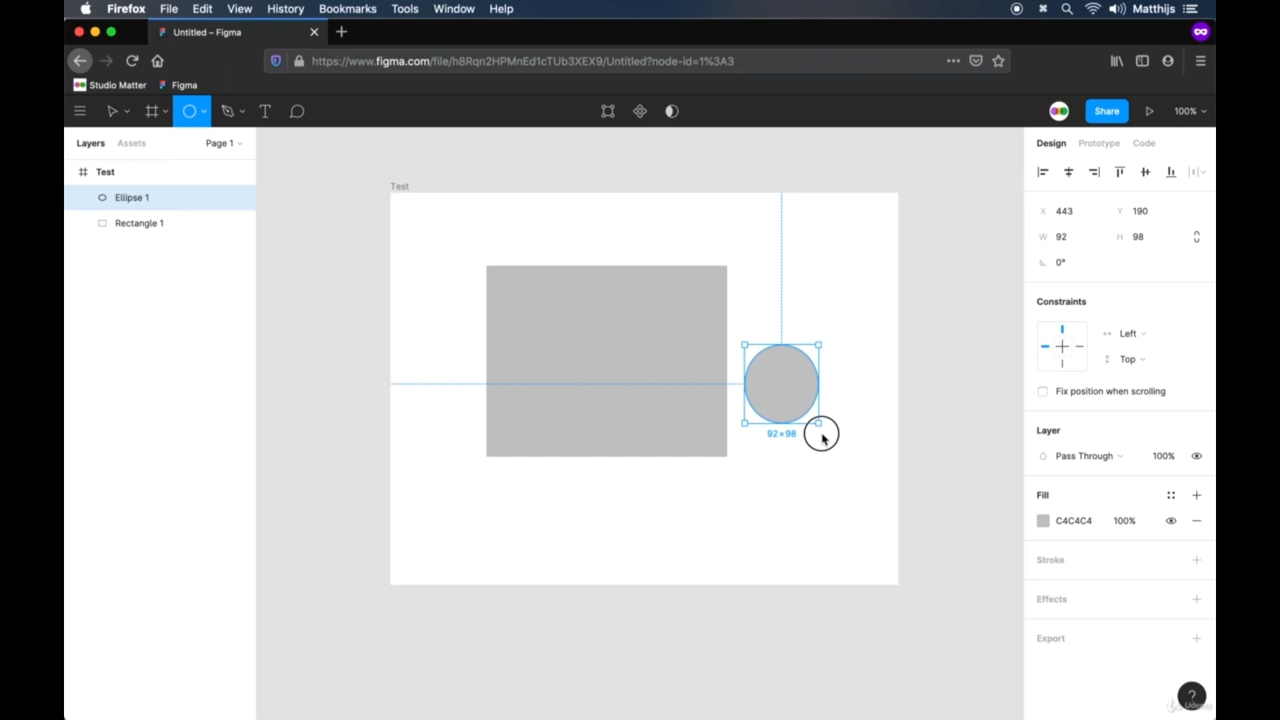 Firefox File Edit View History Bookmarks Tools Window Help Matthijs
Untitled – Figma
https://www.figma.com/file/h8Rqn2HPMnEd1cTUb3XEX9/Untitled?node-id=1%3A3
Studio Matter Figma
Share 100%
Layers Assets Page 1 Design Prototype Code
Test
Ellipse 1
Rectangle 1
Test
92×98
X 443 Y 190
W 92 H 98
0°
Constraints
Left
Top
Fix position when scrolling
Layer
Pass Through 100%
Fill
C4C4C4 100%
Stroke
Effects
Export
?
Udemy